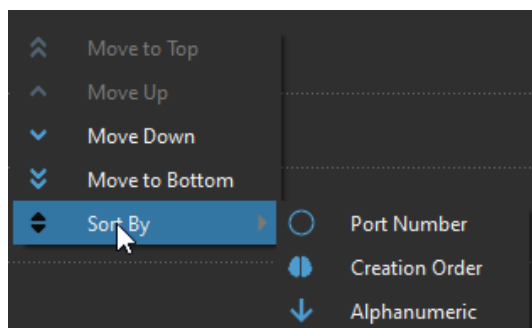 Move to Top
Move Up
Move Down
Move to Bottom
Sort By
Port Number
Creation Order
Alphanumeric